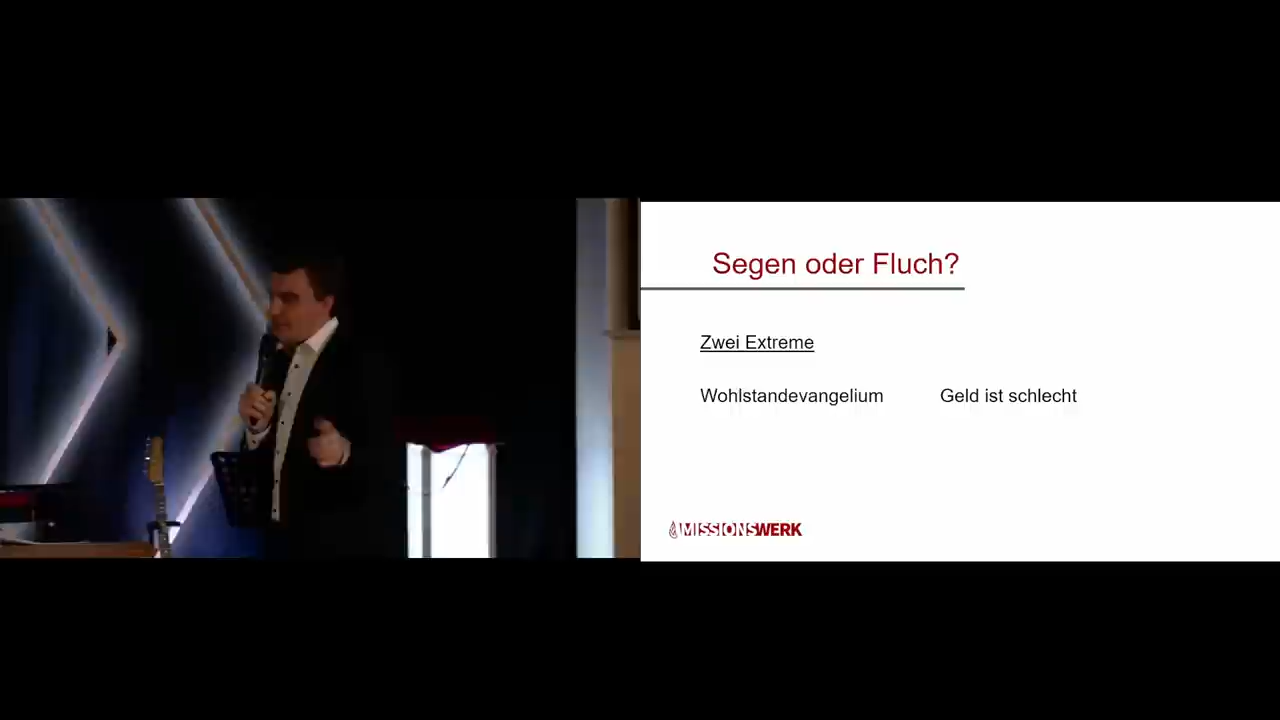 Segen oder Fluch?
Zwei Extreme
Wohlstandevangelium Geld ist schlecht
MISSIONSWERK